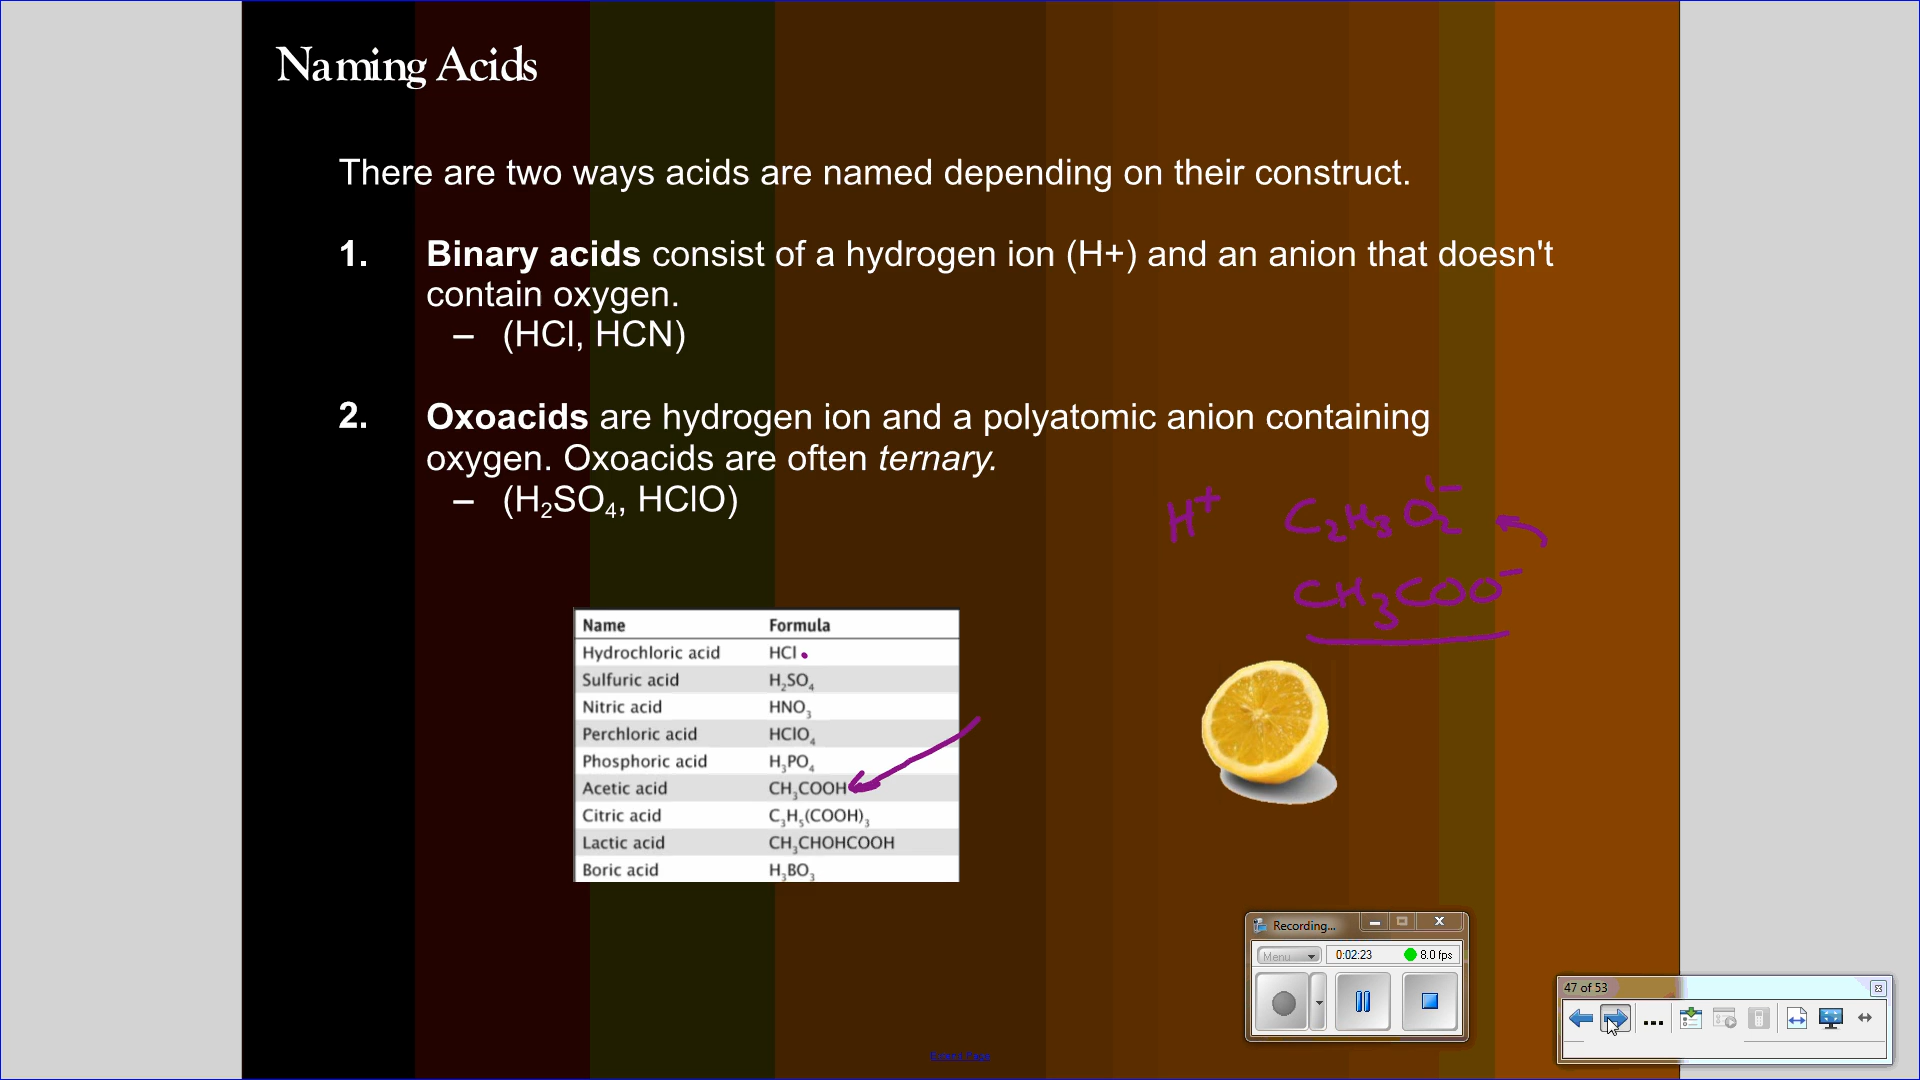 Naming Acids
There are two ways acids are named depending on their construct.
1. Binary acids consist of a hydrogen ion (H+) and an anion that doesn't
contain oxygen.
– (HCl, HCN)
2. Oxoacids are hydrogen ion and a polyatomic anion containing
oxygen. Oxoacids are often ternary.
– (H₂SO₄, HClO)
H⁺ C₂H₃O₂¹⁻
CH₃COO⁻
Name Formula
Hydrochloric acid HCl
Sulfuric acid H₂SO₄
Nitric acid HNO₃
Perchloric acid HClO₄
Phosphoric acid H₃PO₄
Acetic acid CH₃COOH
Citric acid C₃H₅(COOH)₃
Lactic acid CH₃CHOHCOOH
Boric acid H₃BO₃
Recording...
Menu 0:02:23 8.0 fps
47 of 53
Extend Page